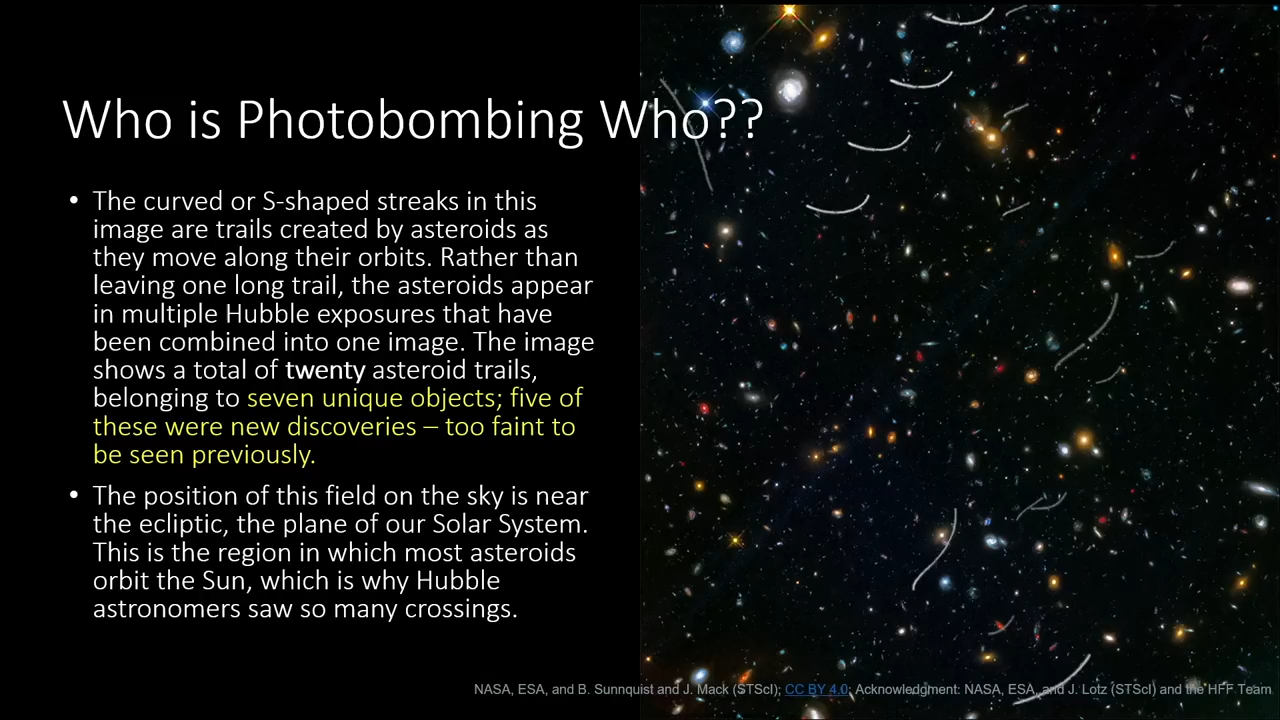 Who is Photobombing Who??
• The curved or S-shaped streaks in this
image are trails created by asteroids as
they move along their orbits. Rather than
leaving one long trail, the asteroids appear
in multiple Hubble exposures that have
been combined into one image. The image
shows a total of twenty asteroid trails,
belonging to seven unique objects; five of
these were new discoveries – too faint to
be seen previously.
• The position of this field on the sky is near
the ecliptic, the plane of our Solar System.
This is the region in which most asteroids
orbit the Sun, which is why Hubble
astronomers saw so many crossings.
NASA, ESA, and B. Sunnquist and J. Mack (STScI); CC BY 4.0; Acknowledgment: NASA, ESA, and J. Lotz (STScI) and the HFF Team